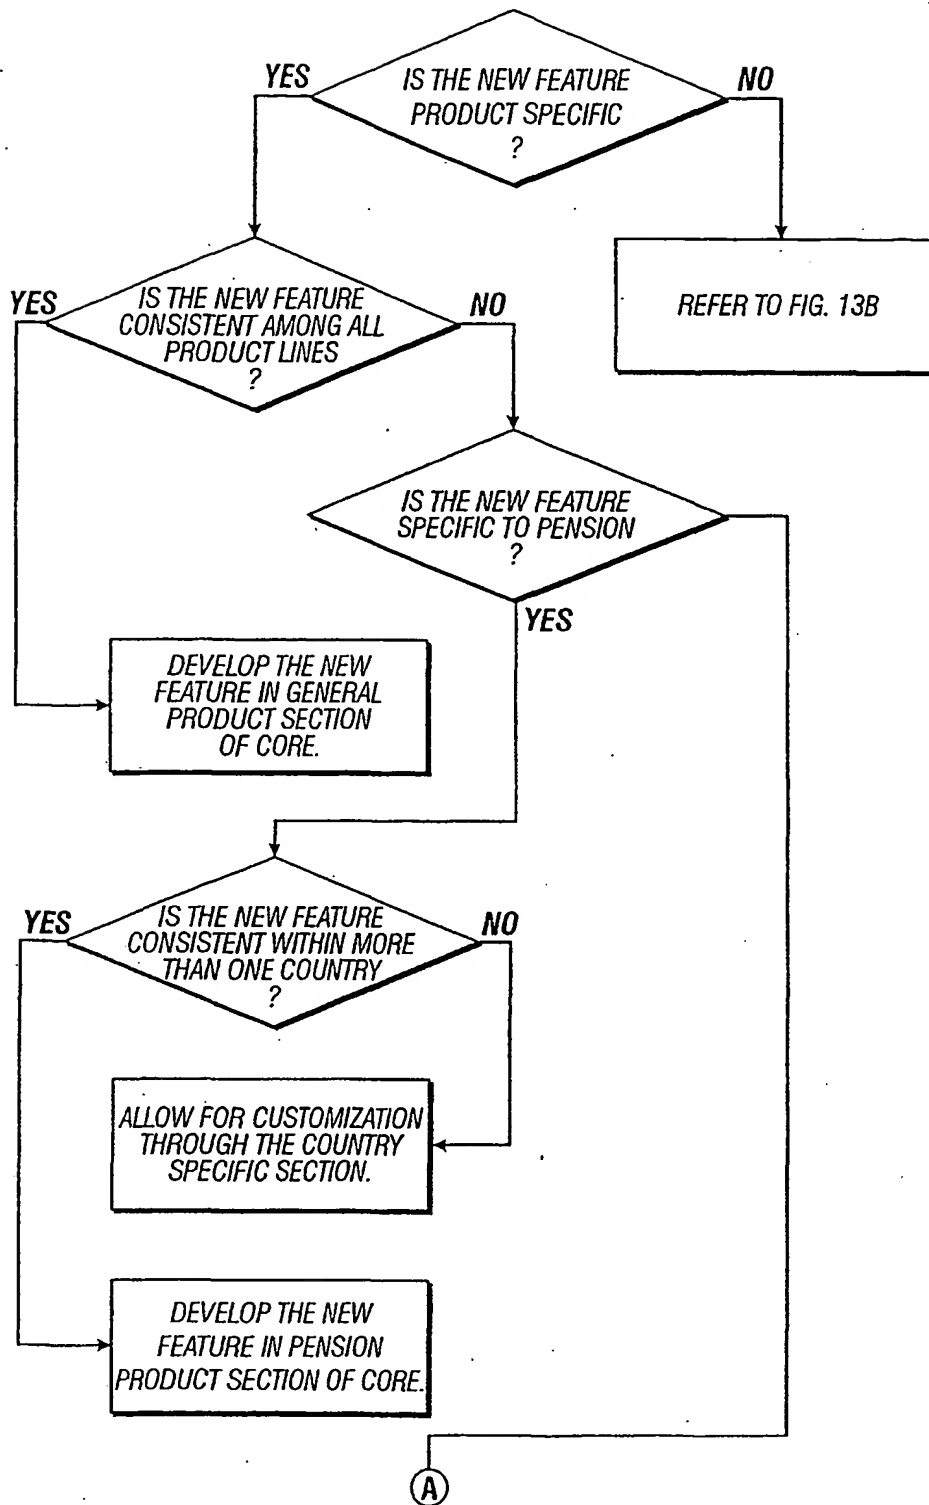 YES
IS THE NEW FEATURE
PRODUCT SPECIFIC
?
NO
YES
IS THE NEW FEATURE
CONSISTENT AMONG ALL
PRODUCT LINES
?
NO
REFER TO FIG. 13B
IS THE NEW FEATURE
SPECIFIC TO PENSION
?
YES
DEVELOP THE NEW
FEATURE IN GENERAL
PRODUCT SECTION
OF CORE.
YES
IS THE NEW FEATURE
CONSISTENT WITHIN MORE
THAN ONE COUNTRY
?
NO
ALLOW FOR CUSTOMIZATION
THROUGH THE COUNTRY
SPECIFIC SECTION.
DEVELOP THE NEW
FEATURE IN PENSION
PRODUCT SECTION OF CORE.
A